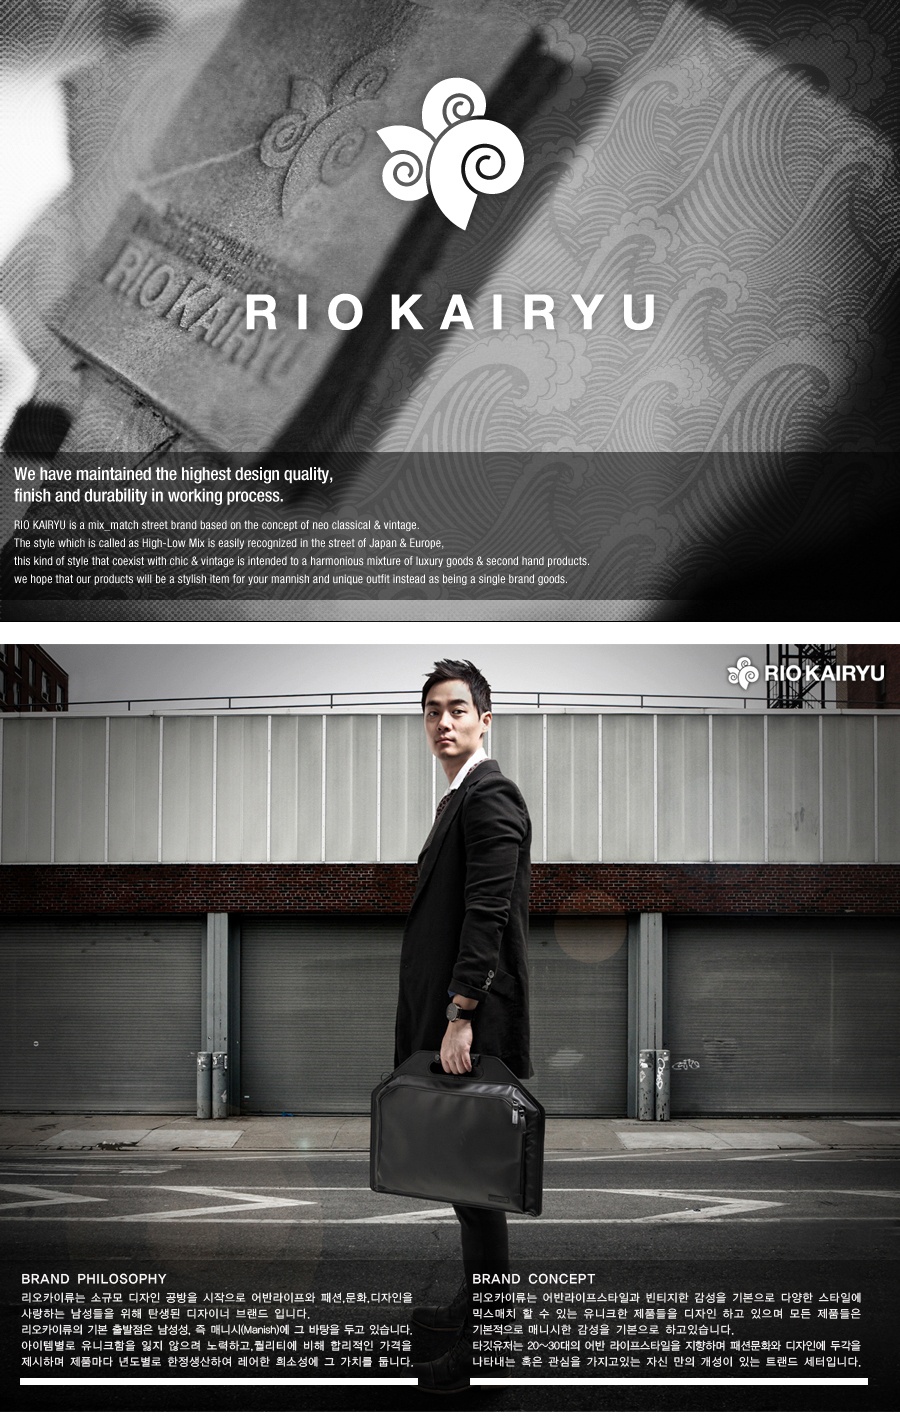 RIO KAIRYU
RIO KAIRYU
We have maintained the highest design quality,
finish and durability in working process.
RIO KAIRYU is a mix_match street brand based on the concept of neo classical & vintage.
The style which is called as High-Low Mix is easily recognized in the street of Japan & Europe,
this kind of style that coexist with chic & vintage is intended to a harmonious mixture of luxury goods & second hand products.
we hope that our products will be a stylish item for your mannish and unique outfit instead as being a single brand goods.
RIO KAIRYU
BRAND PHILOSOPHY
리오카이류는 소규모 디자인 공방을 시작으로 어반라이프와 패션,문화,디자인을
사랑하는 남성들을 위해 탄생된 디자이너 브랜드 입니다.
리오카이류의 기본 출발점은 남성성, 즉 매니시(Manish)에 그 바탕을 두고 있습니다.
아이템별로 유니크함을 잃지 않으려 노력하고,퀄리티에 비해 합리적인 가격을
제시하며 제품마다 년도별로 한정생산하여 레어한 희소성에 그 가치를 둡니다.
BRAND CONCEPT
리오카이류는 어반라이프스타일과 빈티지한 감성을 기본으로 다양한 스타일에
믹스매치 할 수 있는 유니크한 제품들을 디자인 하고 있으며 모든 제품들은
기본적으로 매니시한 감성을 기본으로 하고있습니다.
타깃유저는 20~30대의 어반 라이프스타일을 지향하며 패션문화와 디자인에 두각을
나타내는 혹은 관심을 가지고있는 자신 만의 개성이 있는 트랜드 세터입니다.